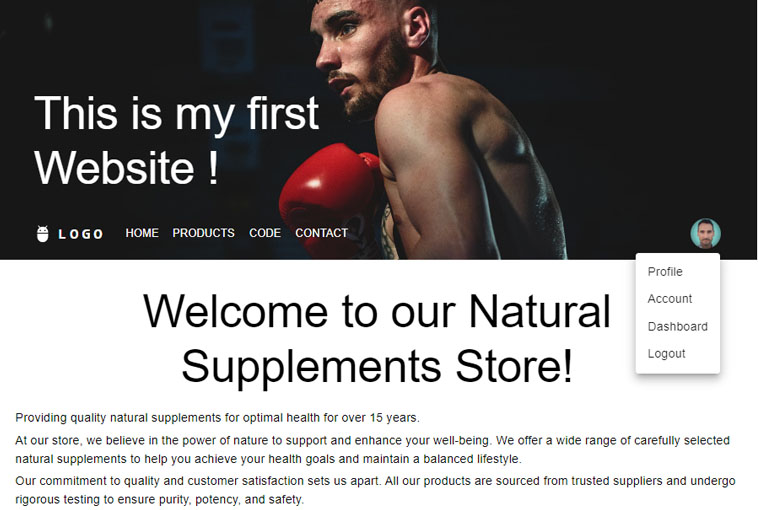 This is my first
Website !
LOGO HOME PRODUCTS CODE CONTACT
Profile
Account
Dashboard
Logout
Welcome to our Natural
Supplements Store!
Providing quality natural supplements for optimal health for over 15 years.
At our store, we believe in the power of nature to support and enhance your well-being. We offer a wide range of carefully selected
natural supplements to help you achieve your health goals and maintain a balanced lifestyle.
Our commitment to quality and customer satisfaction sets us apart. All our products are sourced from trusted suppliers and undergo
rigorous testing to ensure purity, potency, and safety.